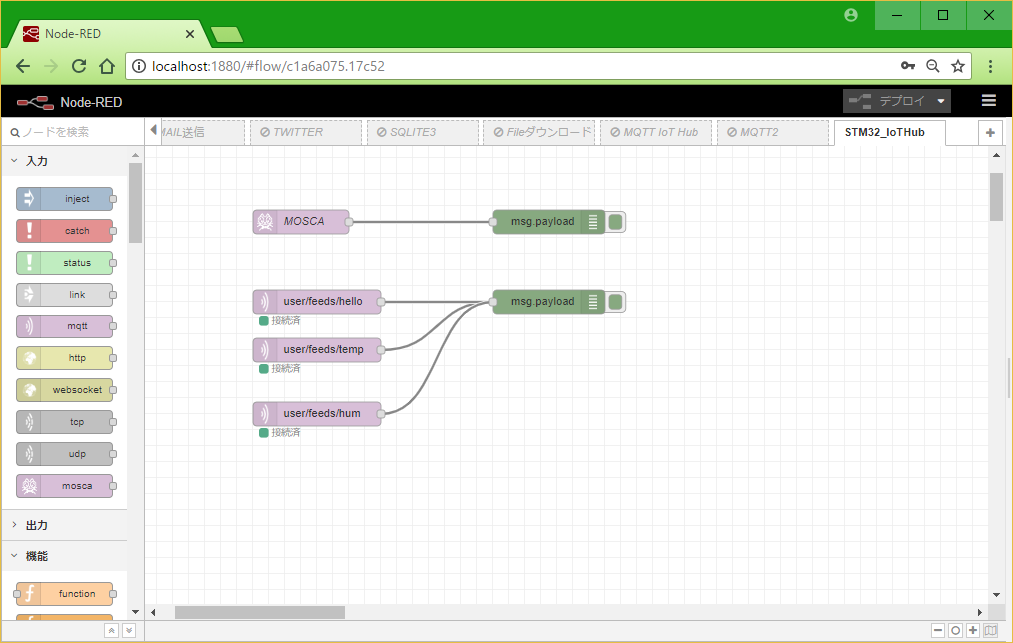 Node-RED
localhost:1880/#flow/c1a6a075.17c52
Node-RED
デプロイ
ノードを検索
MAIL送信
TWITTER
SQLITE3
Fileダウンロード
MQTT IoT Hub
MQTT2
STM32_IoTHub
入力
inject
catch
status
link
mqtt
http
websocket
tcp
udp
mosca
出力
機能
function
MOSCA
msg.payload
user/feeds/hello
接続済
msg.payload
user/feeds/temp
接続済
user/feeds/hum
接続済